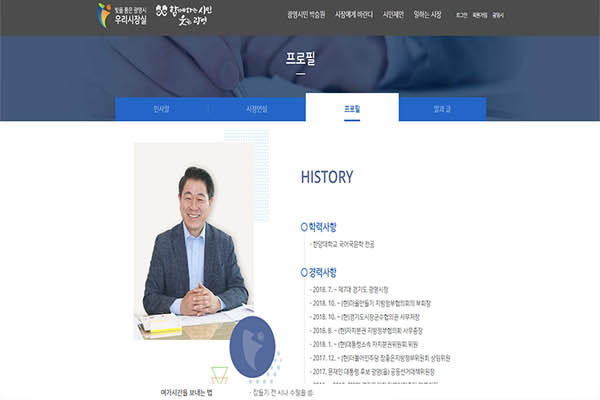 빛을 품은 광명시
우리시장실
함께하는 시민
웃는 광명
광명시민 박승원
시장에게 바란다
시민제안
일하는 시장
로그인
회원가입
광명시
프로필
인사말
시정연설
프로필
말과 글
HISTORY
학력사항
- 한양대학교 국어국문학 전공
경력사항
- 2018. 7. ~ 제7대 경기도 광명시장
- 2018. 10. ~ (현)마을만들기 지방정부협의회의 부회장
- 2018. 10. ~ (현)경기도시장군수협의회 사무처장
- 2018. 9. ~ (현)자치분권 지방정부협의회 사무총장
- 2018. 1. ~ (현)대통령소속 자치분권위원회 위원
- 2017. 12. ~ (현)더불어민주당 참좋은지방정부위원회 상임위원
- 2017. 문재인 대통령 후보 광명(을) 공동선거대책위원장
여가시간을 보내는 법
- 잠들기 전 시나 수필을 씀.